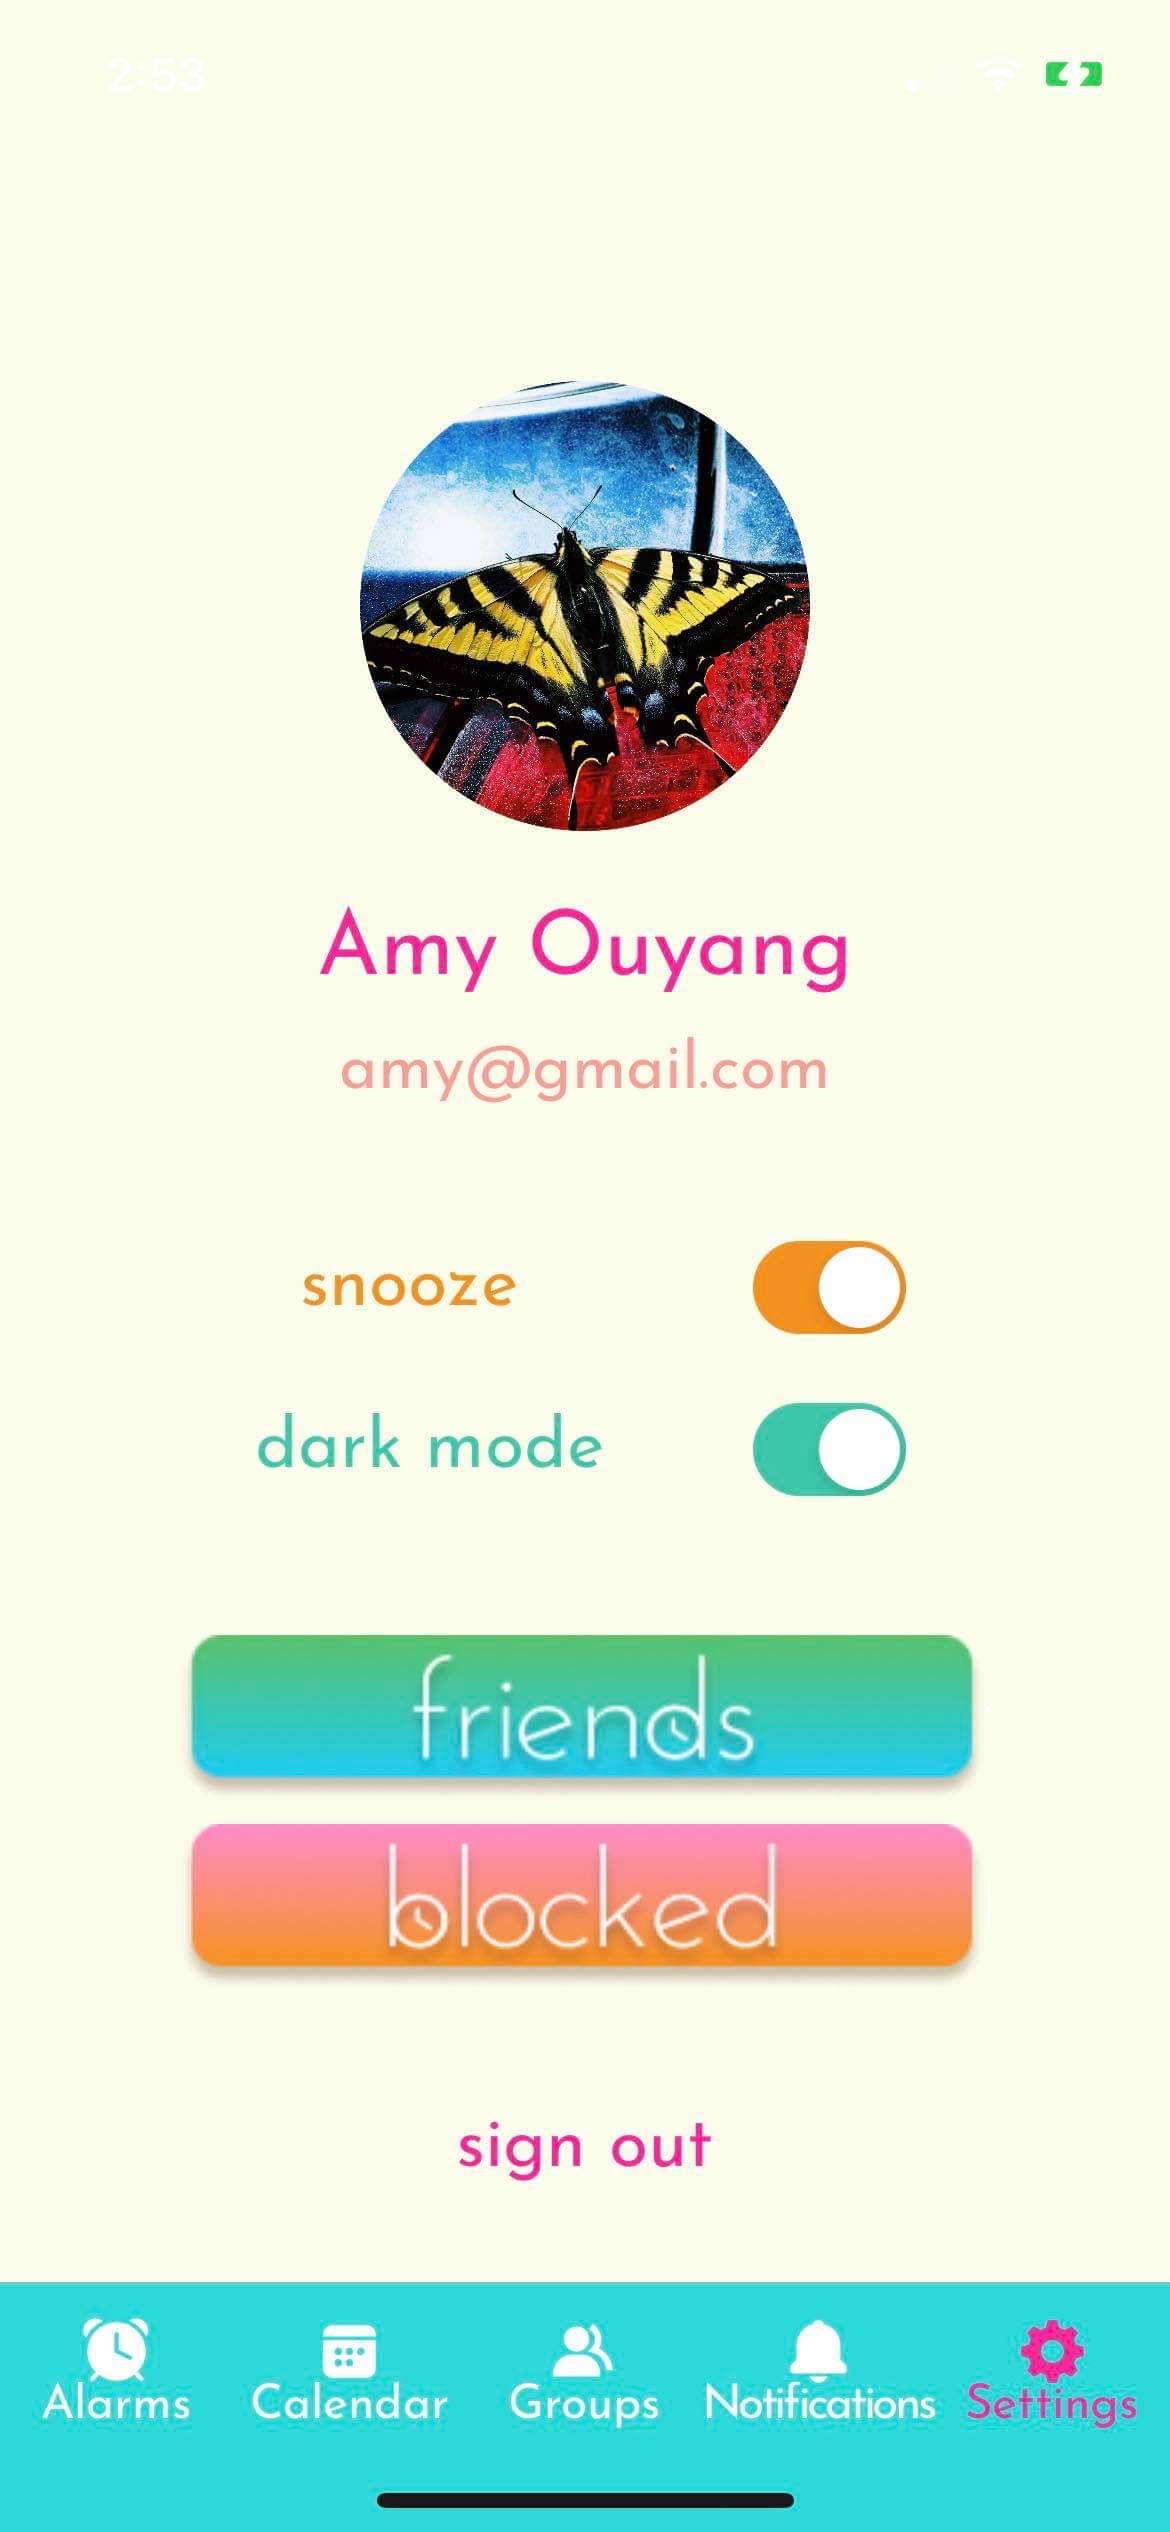 2:53
Amy Ouyang
amy@gmail.com
snooze
dark mode
friends
blocked
sign out
Alarms Calendar Groups Notifications Settings